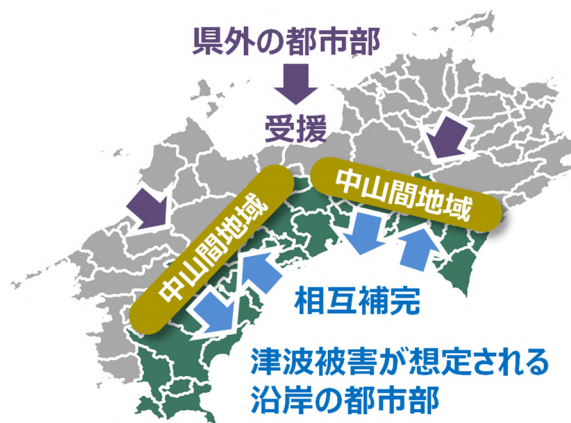 県外の都市部
受援
中山間地域
中山間地域
相互補完
津波被害が想定される
沿岸の都市部